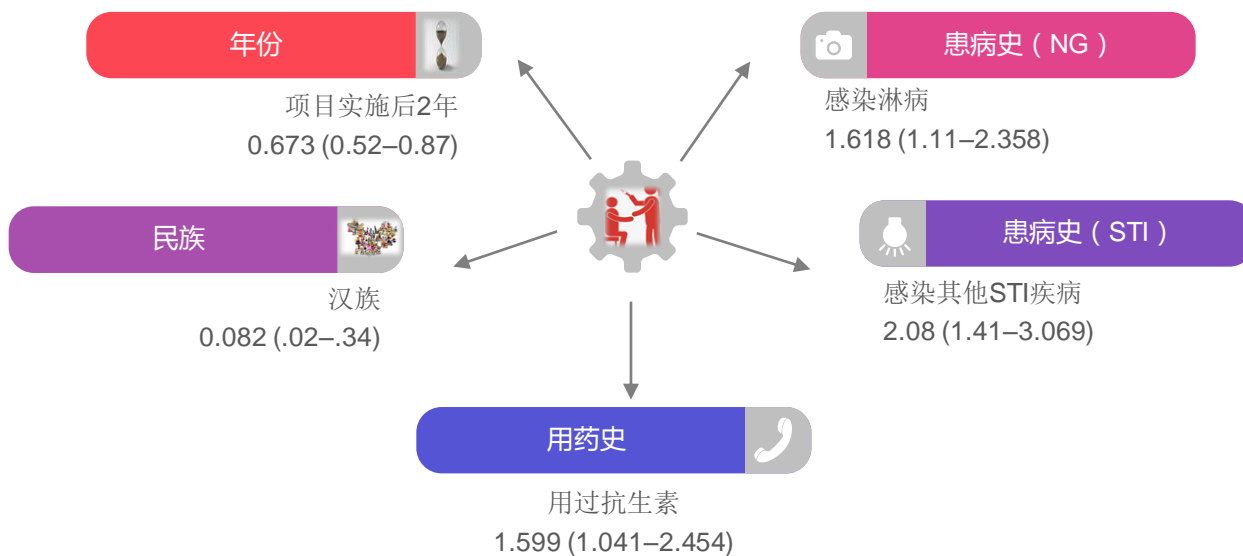 年份
项目实施后2年
0.673 (0.52–0.87)
患病史（NG）
感染淋病
1.618 (1.11–2.358)
民族
汉族
0.082 (.02–.34)
患病史（STI）
感染其他STI疾病
2.08 (1.41–3.069)
用药史
用过抗生素
1.599 (1.041–2.454)